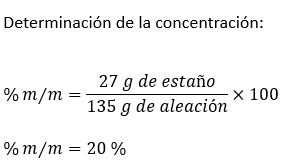 Determinación de la concentración:
% m/m = 27 g de estaño / 135 g de aleación × 100
% m/m = 20 %